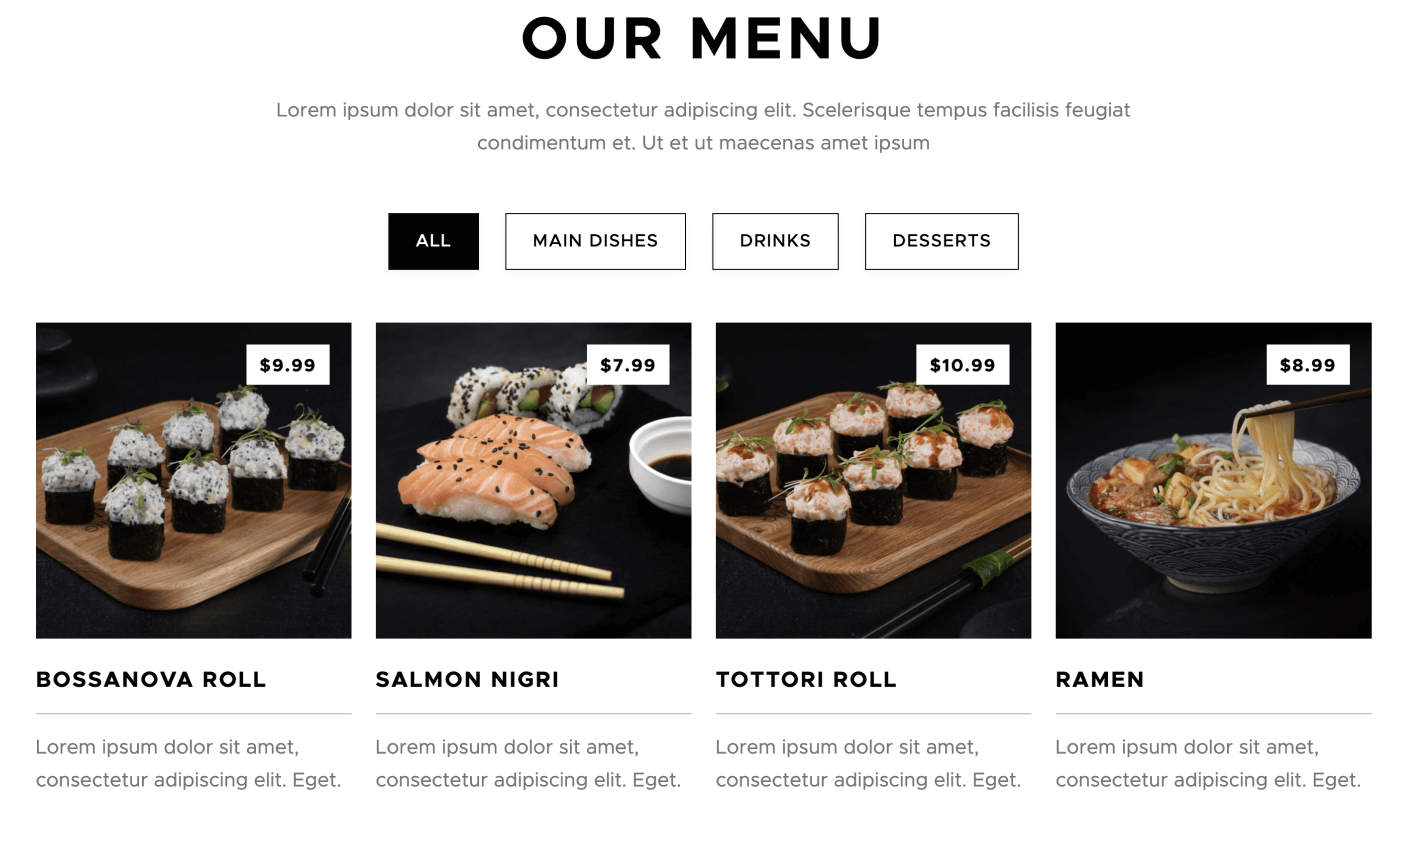 OUR MENU
Lorem ipsum dolor sit amet, consectetur adipiscing elit. Scelerisque tempus facilisis feugiat
condimentum et. Ut et ut maecenas amet ipsum
ALL
MAIN DISHES
DRINKS
DESSERTS
$9.99
BOSSANOVA ROLL
Lorem ipsum dolor sit amet,
consectetur adipiscing elit. Eget.
$7.99
SALMON NIGRI
Lorem ipsum dolor sit amet,
consectetur adipiscing elit. Eget.
$10.99
TOTTORI ROLL
Lorem ipsum dolor sit amet,
consectetur adipiscing elit. Eget.
$8.99
RAMEN
Lorem ipsum dolor sit amet,
consectetur adipiscing elit. Eget.